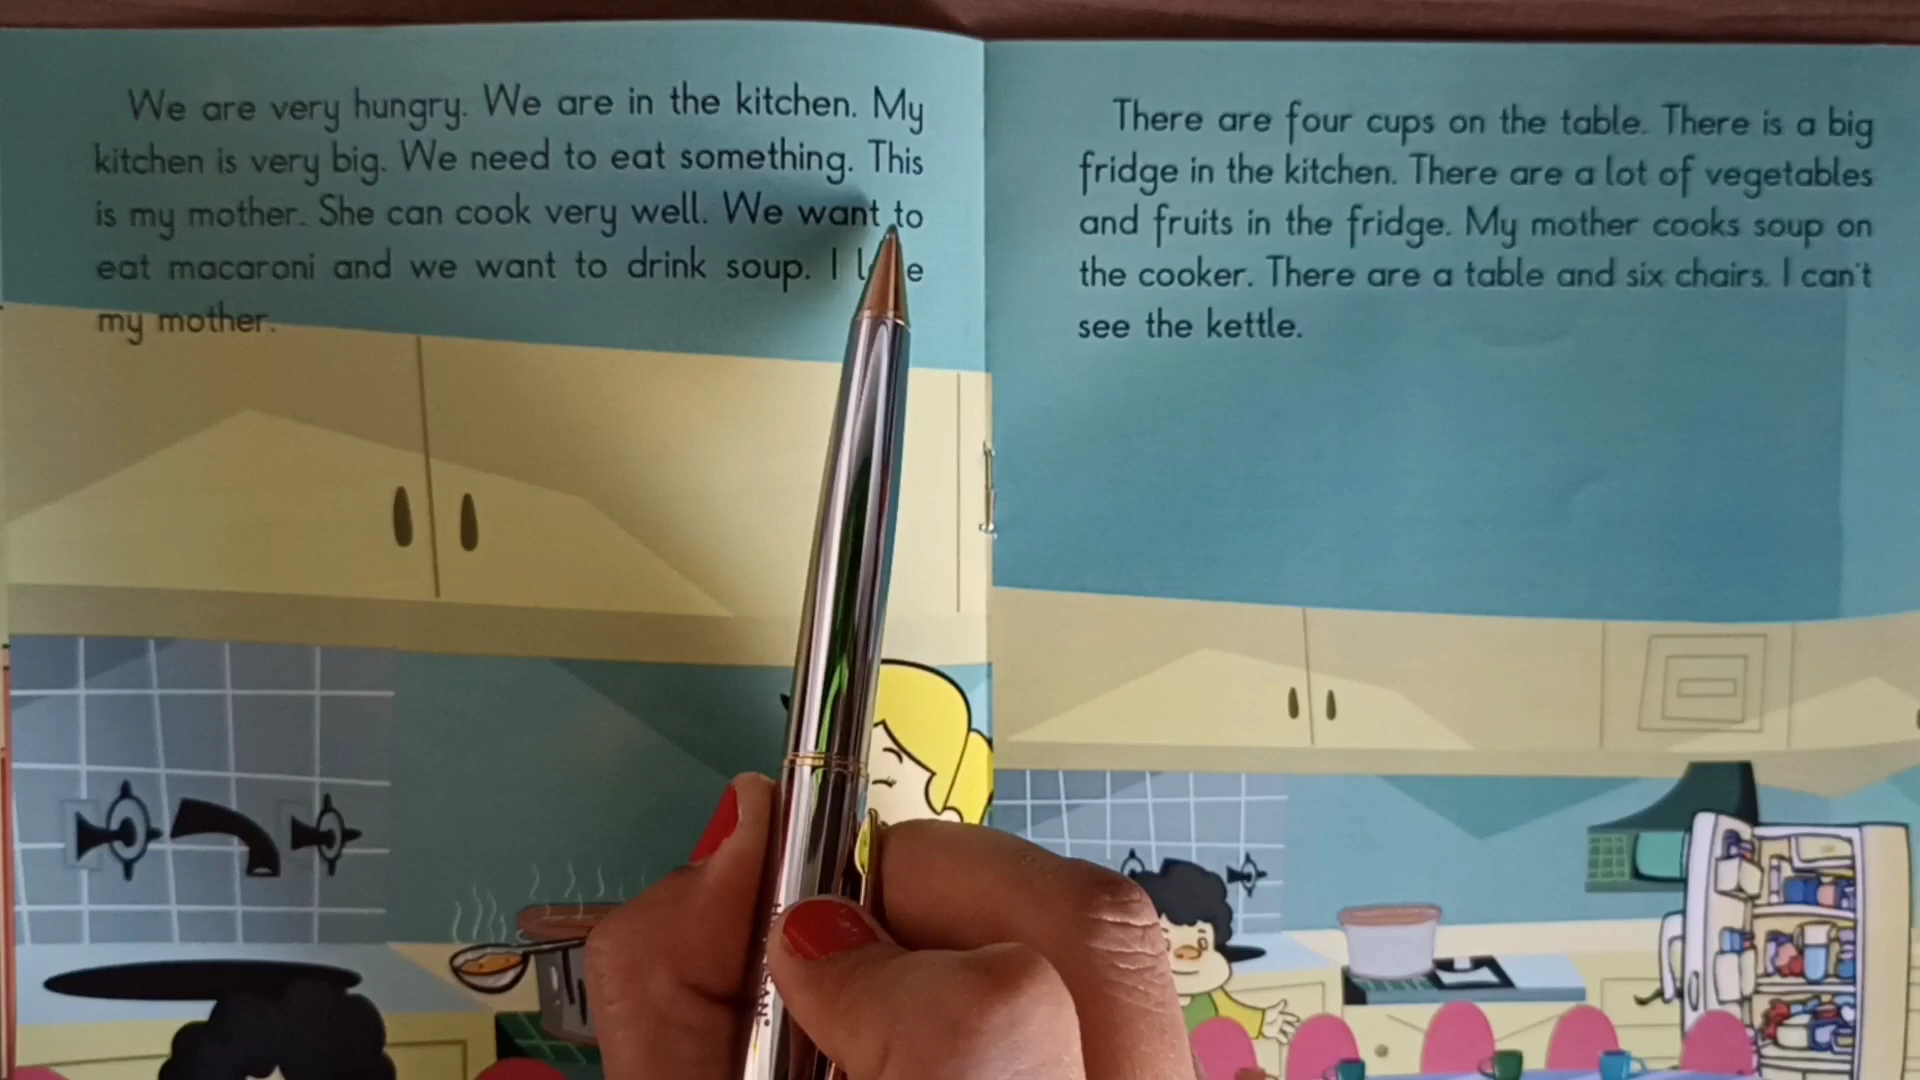 We are very hungry. We are in the kitchen. My
kitchen is very big. We need to eat something. This
is my mother. She can cook very well. We want to
eat macaroni and we want to drink soup. I
my mother.
There are four cups on the table. There is a big
fridge in the kitchen. There are a lot of vegetables
and fruits in the fridge. My mother cooks soup on
the cooker. There are a table and six chairs. I can't
see the kettle.